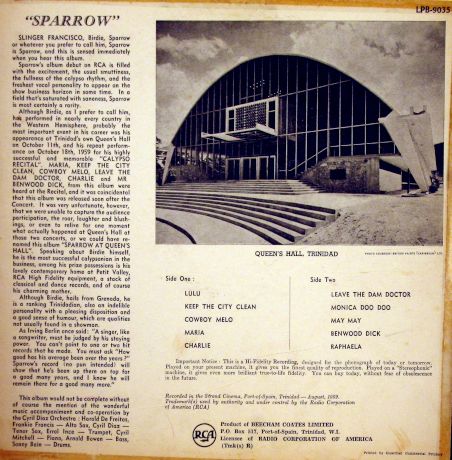 "SPARROW"
LPB-9035
SLINGER FRANCISCO, Birdie, Sparrow
or whatever you prefer to call him, Sparrow
is Sparrow, and this is sensed immediately
when you hear this album.
Sparrow's album debut on RCA is filled
with the excitement, the usual smuttiness,
the fullness of the calypso rhythm, and the
freshest vocal personality to appear on the
show business horizon in some time. In a
field that's saturated with saneness, Sparrow
is most certainly a rarity.
Although Birdie, as I prefer to call him,
has performed in nearly every country in
the Western Hemisphere, probably the
most important event in his career was his
appearance at Trinidad's own Queen's Hall
on October 11th, and his repeat perform-
ance on October 18th, 1959 for his highly
successful and memorable "CALYPSO
RECITAL". MARIA, KEEP THE CITY
CLEAN, COWBOY MELO, LEAVE THE
DAM DOCTOR, CHARLIE and MR
BENWOOD DICK, from this album were
heard at the Recital, and it was coincidental
that this album was released soon after the
Concert. It was very unfortunate, however,
that we were unable to capture the audience
participation, the roar, laughter and blush-
ings, or even to relive for one moment
what actually happened at Queen's Hall at
those two concerts, or we could have re-
named this album "SPARROW AT QUEEN'S
HALL". Speaking about Birdie himself,
he is the most successful calypsonian in the
business, among his prize possessions is his
lovely contemporary home at Petit Valley,
RCA High Fidelity equipment, a stack of
classical and dance records, and of course
his charming mother.
Although Birdie, hails from Grenada, he
is a ranking Trinidadian, also an indelible
personality with a pleasing disposition and
a good sense of humour, which are qualities
not usually found in a showman.
As Irving Berlin once said: "A singer, like
a songwriter, must be judged by his staying
power. You can't point to one or two hit
records that he made. You must ask "How
good has his average been over the years?"
Sparrow's record (no pun intended) will
show that he's been up there on top for
a good many years, and I know he will
remain there for a good many more."
This album would not be complete without
of course the mention of the wonderful
music accompaniment and co-operation by
the Cyril Diaz Orchestra : Harold De Freitas,
Frankie Francis — Alto Sax, Cyril Diaz —
Tenor Sax, Errol Ince — Trumpet, Cyril
Mitchell — Piano, Arnold Bowen — Bass,
Sonny Bain — Drums.
QUEEN'S HALL, TRINIDAD
Side One :
LULU
KEEP THE CITY CLEAN
COWBOY MELO
MARIA
CHARLIE
Side Two
LEAVE THE DAM DOCTOR
MONICA DOO DOO
MAY MAY
BENWOOD DICK
RAPHAELA
Important Notice : This is a Hi-Fidelity Recording, designed for the phonograph of today or tomorrow.
Played on your present machine, it gives you the finest quality of reproduction. Played on a "Stereophonic"
machine, it gives even more brilliant true-to-life fidelity. You can buy today, without fear of obsolescence
in the future.
Recorded in the Strand Cinema, Port-of-Spain, Trinidad — August, 1959.
Trademark(s) used by authority and under control by the Radio Corporation
of America (RCA)
RCA
Product of BEECHAM COATES LIMITED
P.O. Box 517, Port-of-Spain, Trinidad, W.I.
Licensee of RADIO CORPORATION OF AMERICA
(Tmk(s) R)
Printed by Guardian Commercial Printery